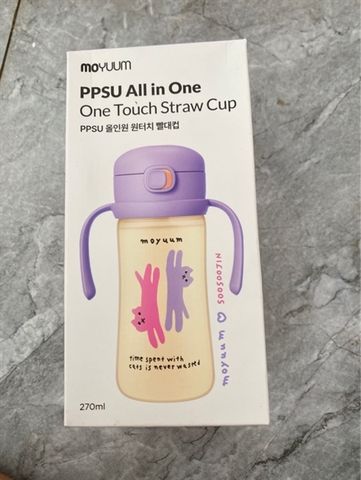 moyuum
PPSU All in One
One Touch Straw Cup
PPSU 올인원 원터치 빨대컵
moyuum
time spent with
cats is never wasted
moyuum ♡ SOOSOOJIN
270ml